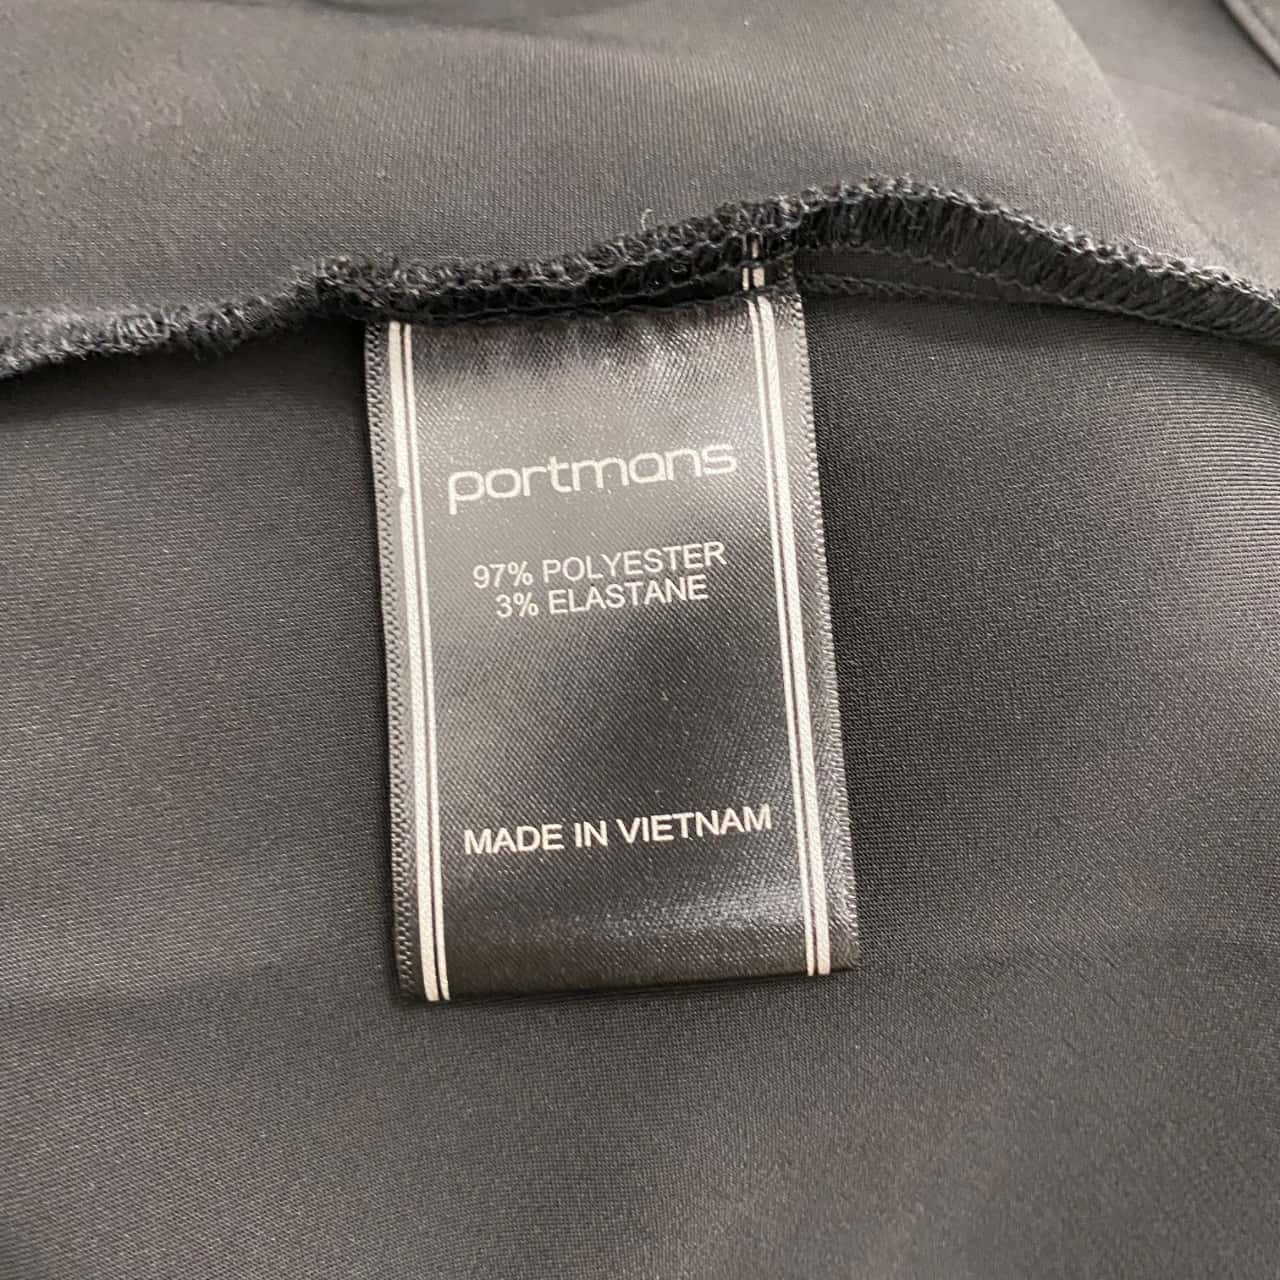 portmans
97% POLYESTER
3% ELASTANE
MADE IN VIETNAM